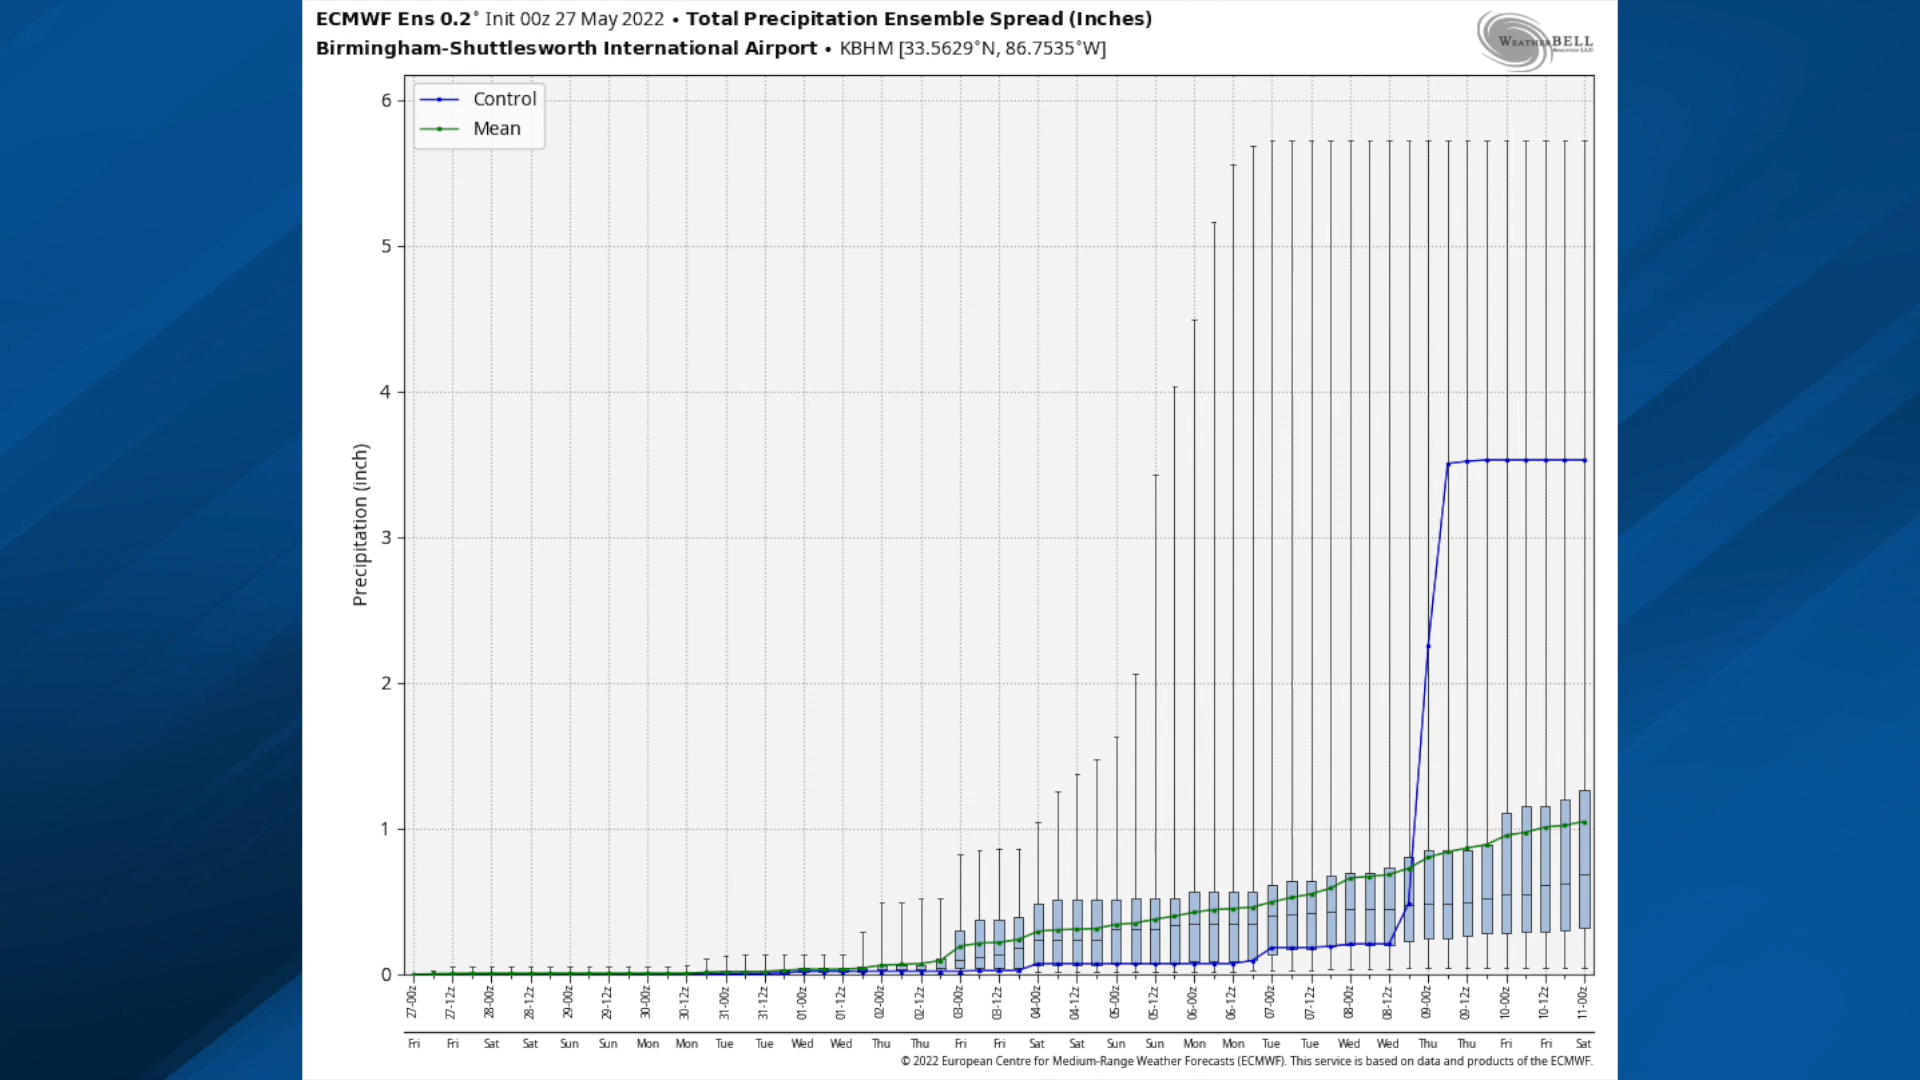 ECMWF Ens 0.2° Init 00z 27 May 2022 • Total Precipitation Ensemble Spread (Inches)
Birmingham-Shuttlesworth International Airport • KBHM [33.5629°N, 86.7535°W]
WEATHERBELL
Control
Mean
6
5
4
3
2
1
0
Precipitation (inch)
27-00z 27-12z 28-00z 28-12z 29-00z 29-12z 30-00z 30-12z 31-00z 31-12z 01-00z 01-12z 02-00z 02-12z 03-00z 03-12z 04-00z 04-12z 05-00z 05-12z 06-00z 06-12z 07-00z 07-12z 08-00z 08-12z 09-00z 09-12z 10-00z 10-12z 11-00z
Fri Fri Sat Sat Sun Sun Mon Mon Tue Tue Wed Wed Thu Thu Fri Fri Sat Sat Sun Sun Mon Mon Tue Tue Wed Wed Thu Thu Fri Fri Sat
© 2022 European Centre for Medium-Range Weather Forecasts (ECMWF). This service is based on data and products of the ECMWF.